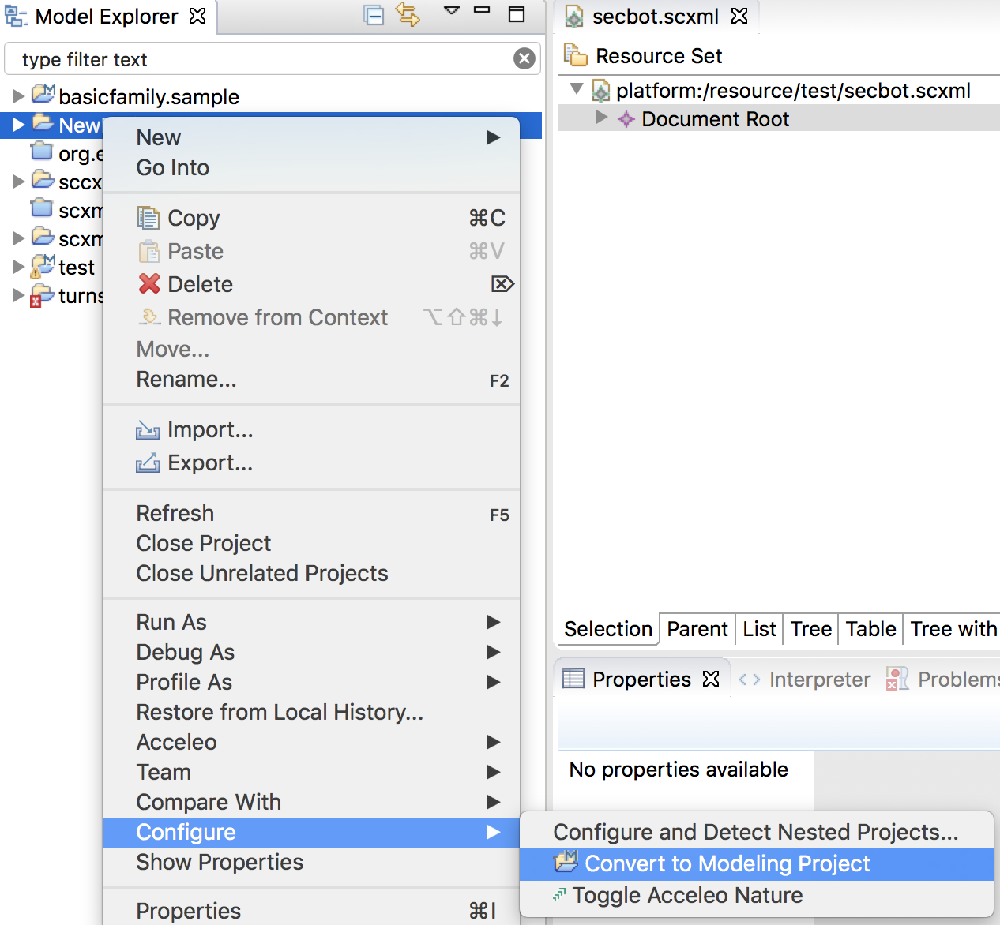 Model Explorer
type filter text
basicfamily.sample
New
org.e
sccx
scxm
scxm
test
turns
New
Go Into
Copy ⌘C
Paste ⌘V
Delete ⌦
Remove from Context ⌥⇧⌘↓
Move...
Rename... F2
Import...
Export...
Refresh F5
Close Project
Close Unrelated Projects
Run As
Debug As
Profile As
Restore from Local History...
Acceleo
Team
Compare With
Configure
Show Properties
Properties ⌘I
Configure and Detect Nested Projects...
Convert to Modeling Project
Toggle Acceleo Nature
secbot.scxml
Resource Set
platform:/resource/test/secbot.scxml
Document Root
Selection Parent List Tree Table Tree with
Properties Interpreter Problems
No properties available